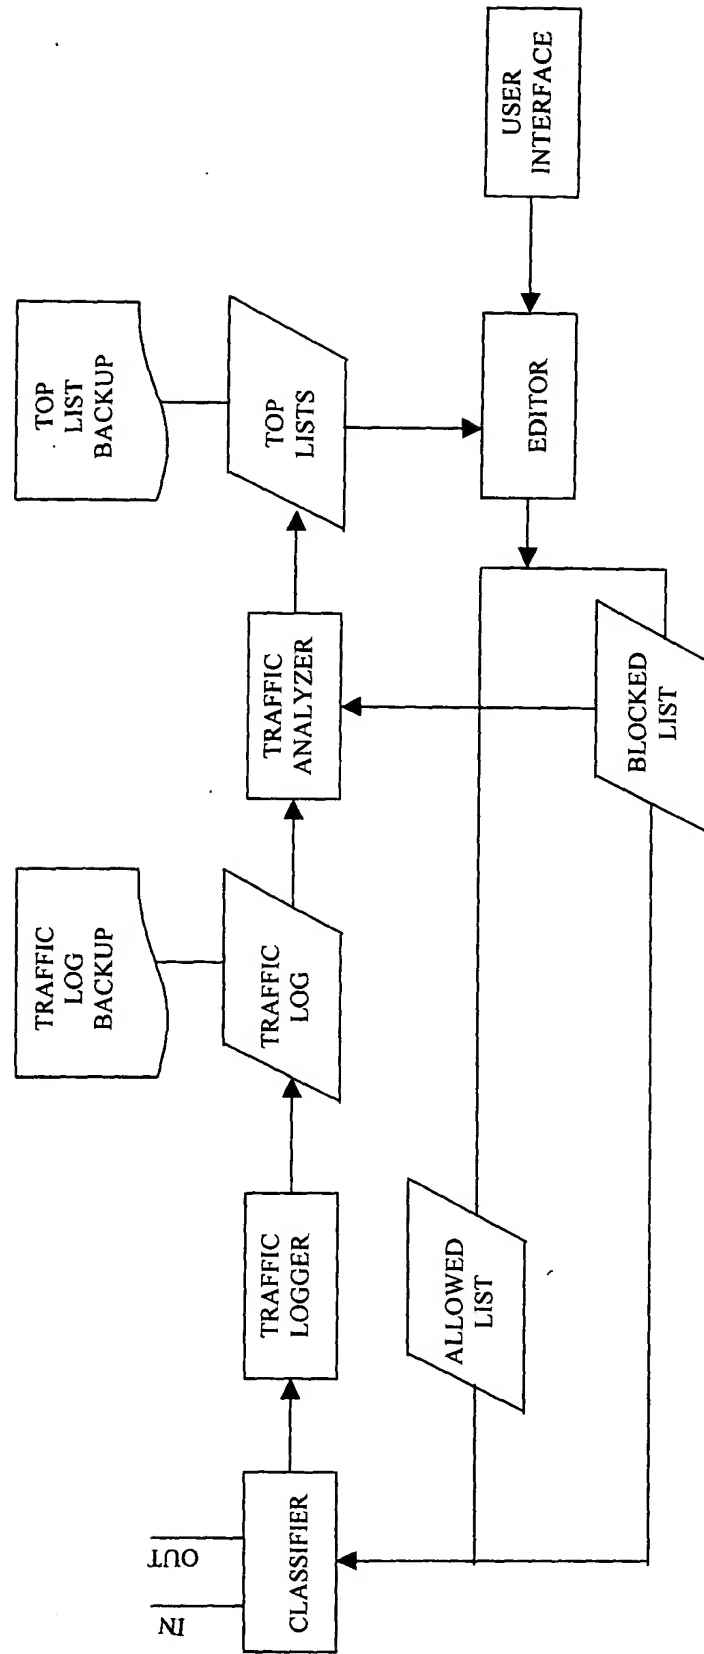 TOP
LIST
BACKUP
TRAFFIC
LOG
BACKUP
IN
OUT
CLASSIFIER
TRAFFIC
LOGGER
TRAFFIC
LOG
TRAFFIC
ANALYZER
TOP
LISTS
ALLOWED
LIST
EDITOR
USER
INTERFACE
BLOCKED
LIST